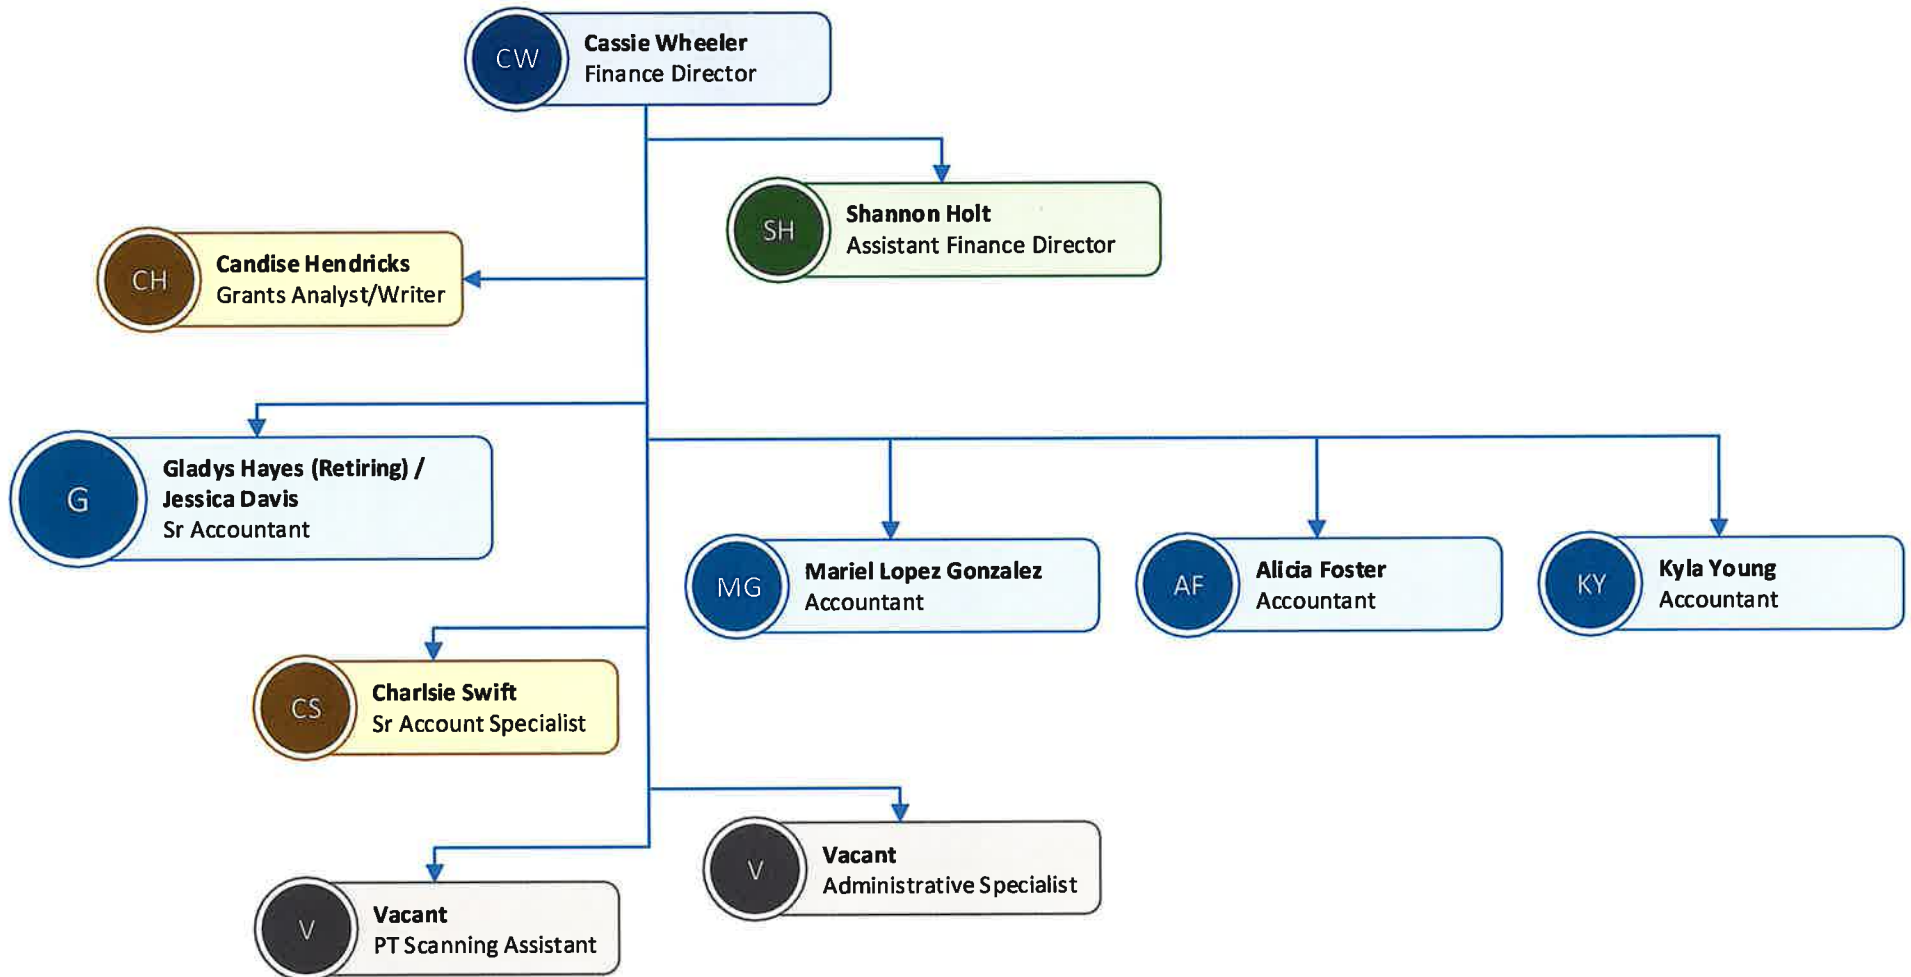 CW
Cassie Wheeler
Finance Director
SH
Shannon Holt
Assistant Finance Director
CH
Candise Hendricks
Grants Analyst/Writer
G
Gladys Hayes (Retiring) /
Jessica Davis
Sr Accountant
MG
Mariel Lopez Gonzalez
Accountant
AF
Alicia Foster
Accountant
KY
Kyla Young
Accountant
CS
Charlsie Swift
Sr Account Specialist
V
Vacant
Administrative Specialist
V
Vacant
PT Scanning Assistant